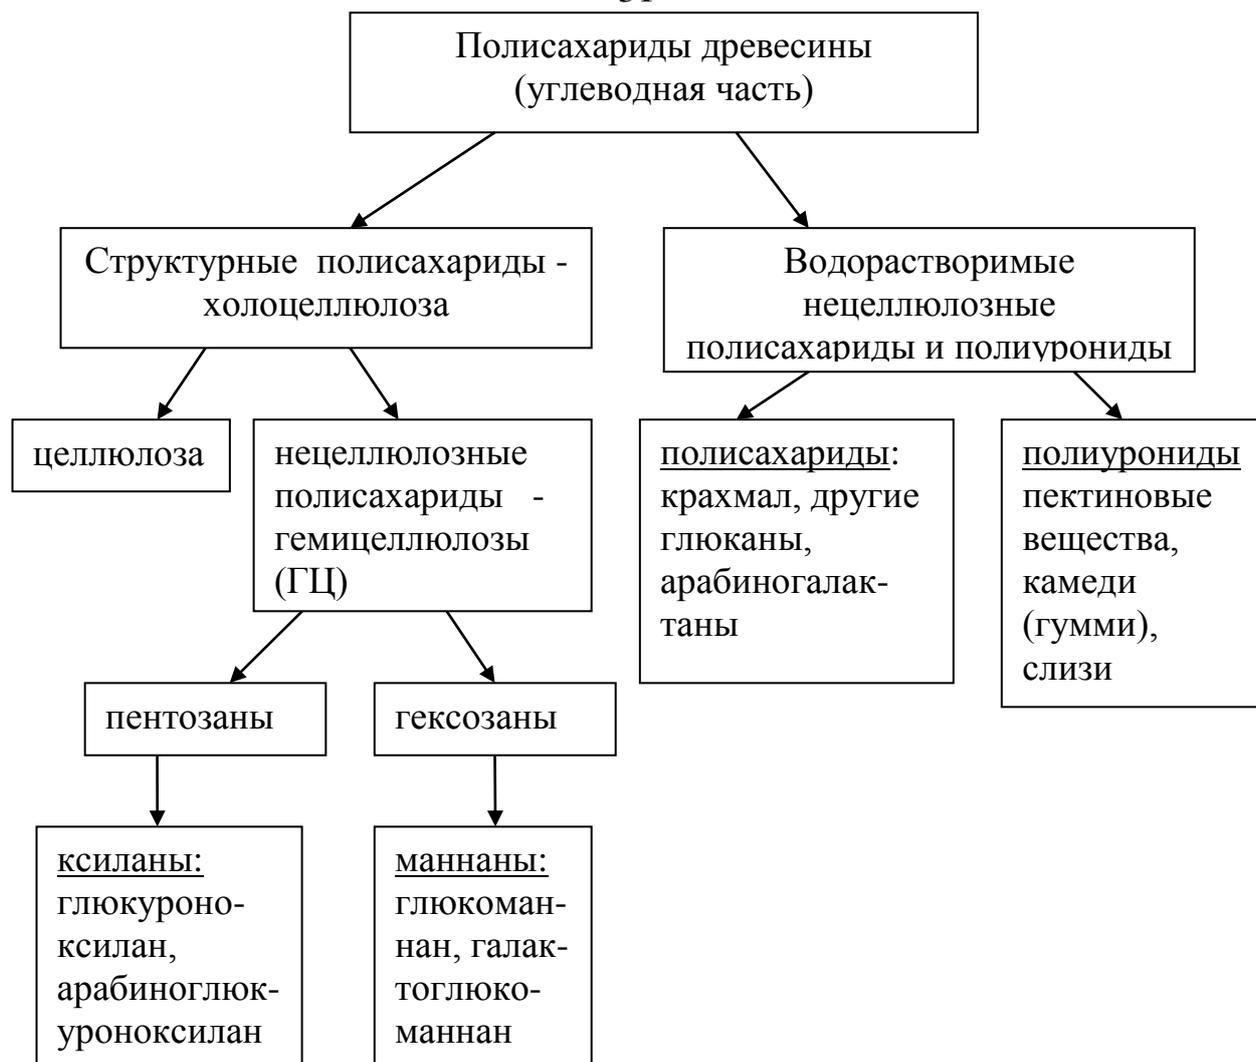 Полисахариды древесины
(углеводная часть)
Структурные полисахариды -
холоцеллюлоза
Водорастворимые
нецеллюлозные
полисахариды и полиурониды
целлюлоза
нецеллюлозные
полисахариды -
гемицеллюлозы
(ГЦ)
полисахариды:
крахмал, другие
глюканы,
арабиногалак-
таны
полиурониды
пектиновые
вещества,
камеди
(гумми),
слизи
пентозаны
гексозаны
ксиланы:
глюкуроно-
ксилан,
арабиноглюк-
уроноксилан
маннаны:
глюкоман-
нан, галак-
тоглюко-
маннан